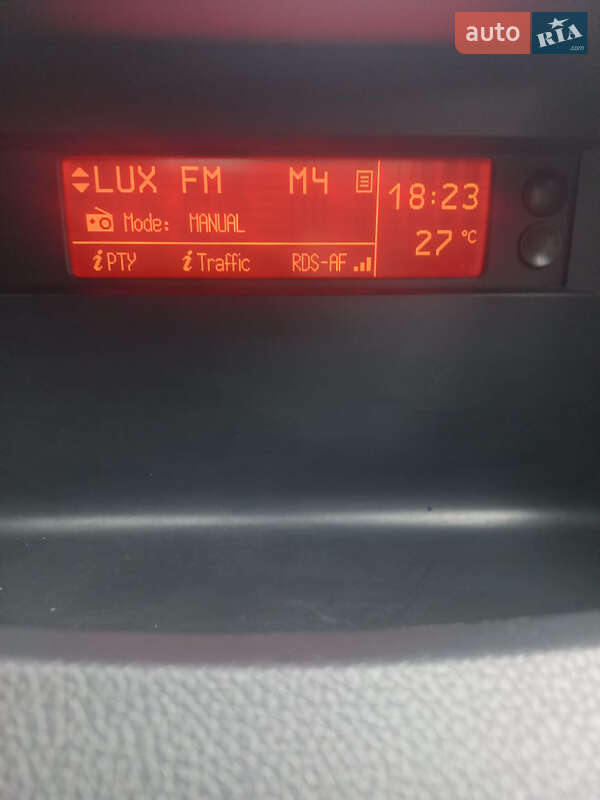 auto RIA .com
LUX FM M4 18:23
Mode: MANUAL 27 °C
i PTY i Traffic RDS-AF